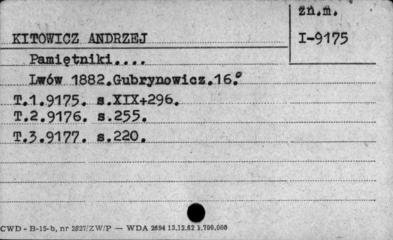 zn.m.
KITOWICZ ANDRZEJ
I-9175
Pamiętniki....
Lwów 1882.Gubrynowicz.16.°
T.1.9175. s.XIX+296.
T.2.9176. s.255.
T.3.9177. s.220.
CWD - B-15-b, nr 2827/ZW/P — WDA 2694 13.12.62 1.700.000